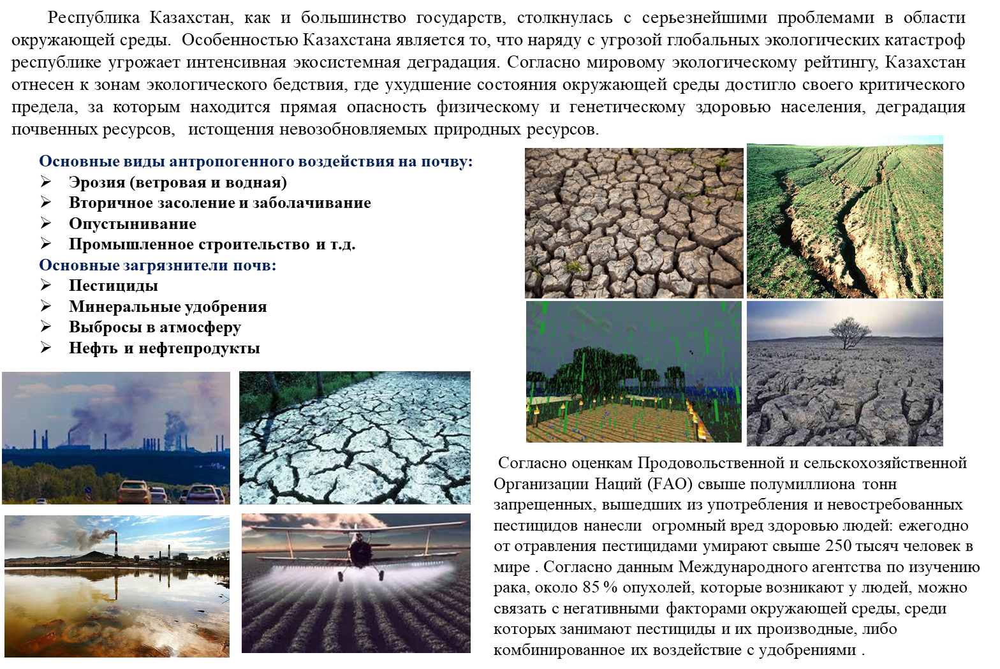 Республика Казахстан, как и большинство государств, столкнулась с серьезнейшими проблемами в области
окружающей среды. Особенностью Казахстана является то, что наряду с угрозой глобальных экологических катастроф
республике угрожает интенсивная экосистемная деградация. Согласно мировому экологическому рейтингу, Казахстан
отнесен к зонам экологического бедствия, где ухудшение состояния окружающей среды достигло своего критического
предела, за которым находится прямая опасность физическому и генетическому здоровью населения, деградация
почвенных ресурсов, истощения невозобновляемых природных ресурсов.
Основные виды антропогенного воздействия на почву:
➢ Эрозия (ветровая и водная)
➢ Вторичное засоление и заболачивание
➢ Опустынивание
➢ Промышленное строительство и т.д.
Основные загрязнители почв:
➢ Пестициды
➢ Минеральные удобрения
➢ Выбросы в атмосферу
➢ Нефть и нефтепродукты
Согласно оценкам Продовольственной и сельскохозяйственной
Организации Наций (FAO) свыше полумиллиона тонн
запрещенных, вышедших из употребления и невостребованных
пестицидов нанесли огромный вред здоровью людей: ежегодно
от отравления пестицидами умирают свыше 250 тысяч человек в
мире . Согласно данным Международного агентства по изучению
рака, около 85 % опухолей, которые возникают у людей, можно
связать с негативными факторами окружающей среды, среди
которых занимают пестициды и их производные, либо
комбинированное их воздействие с удобрениями .